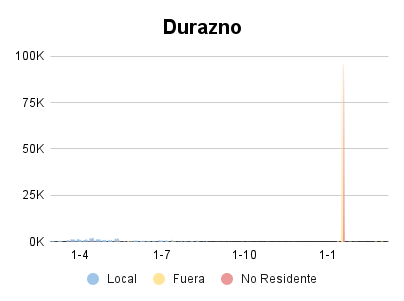 Durazno
100K
75K
50K
25K
0K
1-4 1-7 1-10 1-1
Local Fuera No Residente